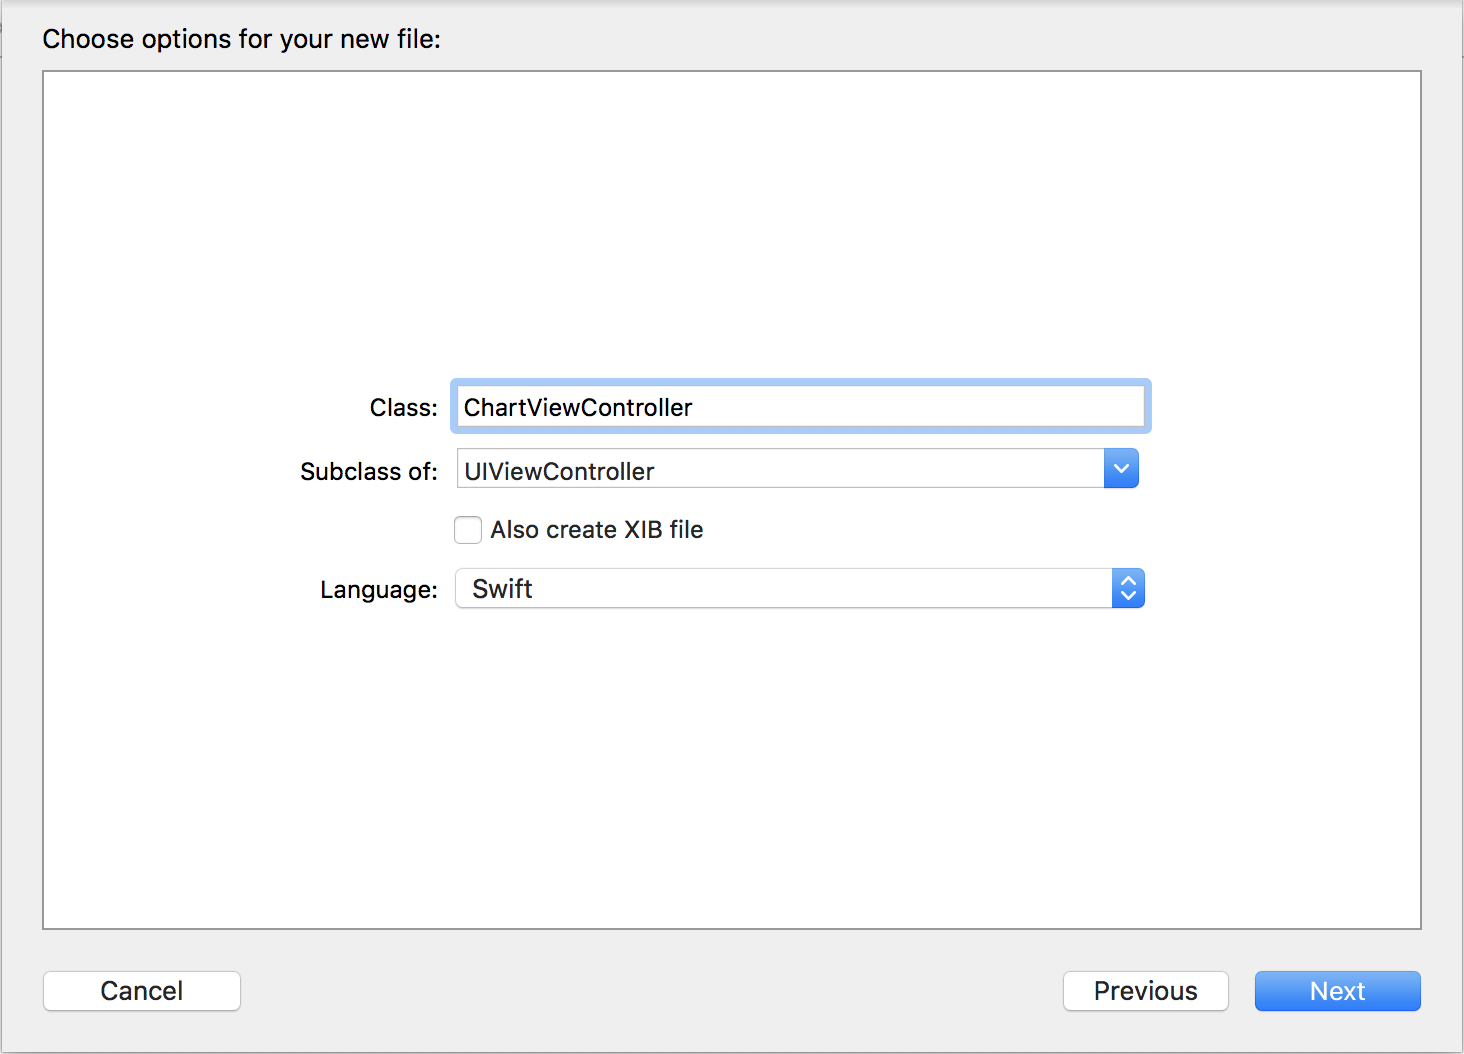 Choose options for your new file:
Class: ChartViewController
Subclass of: UIViewController
Also create XIB file
Language: Swift
Cancel Previous Next